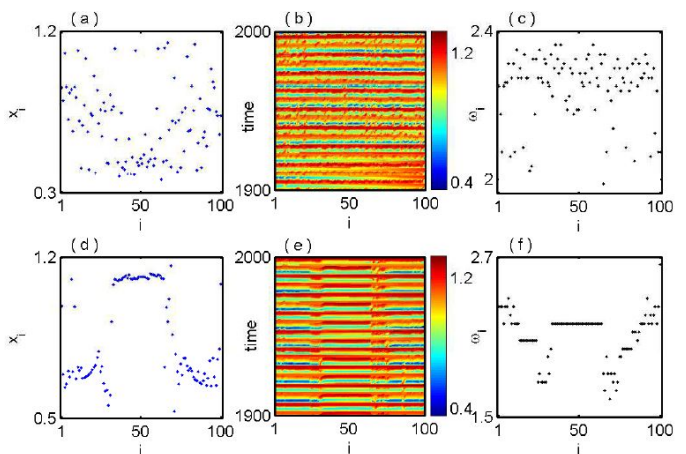 (a) (b) (c)
1.2 2000 1.2 2.4
x_i time ω_i
0.3 1900 0.4 2
1 50 100 1 50 100 1 50 100
i i i
(d) (e) (f)
1.2 2000 1.2 2.7
x_i time ω_i
0.5 1900 0.4 1.5
1 50 100 1 50 100 1 50 100
i i i